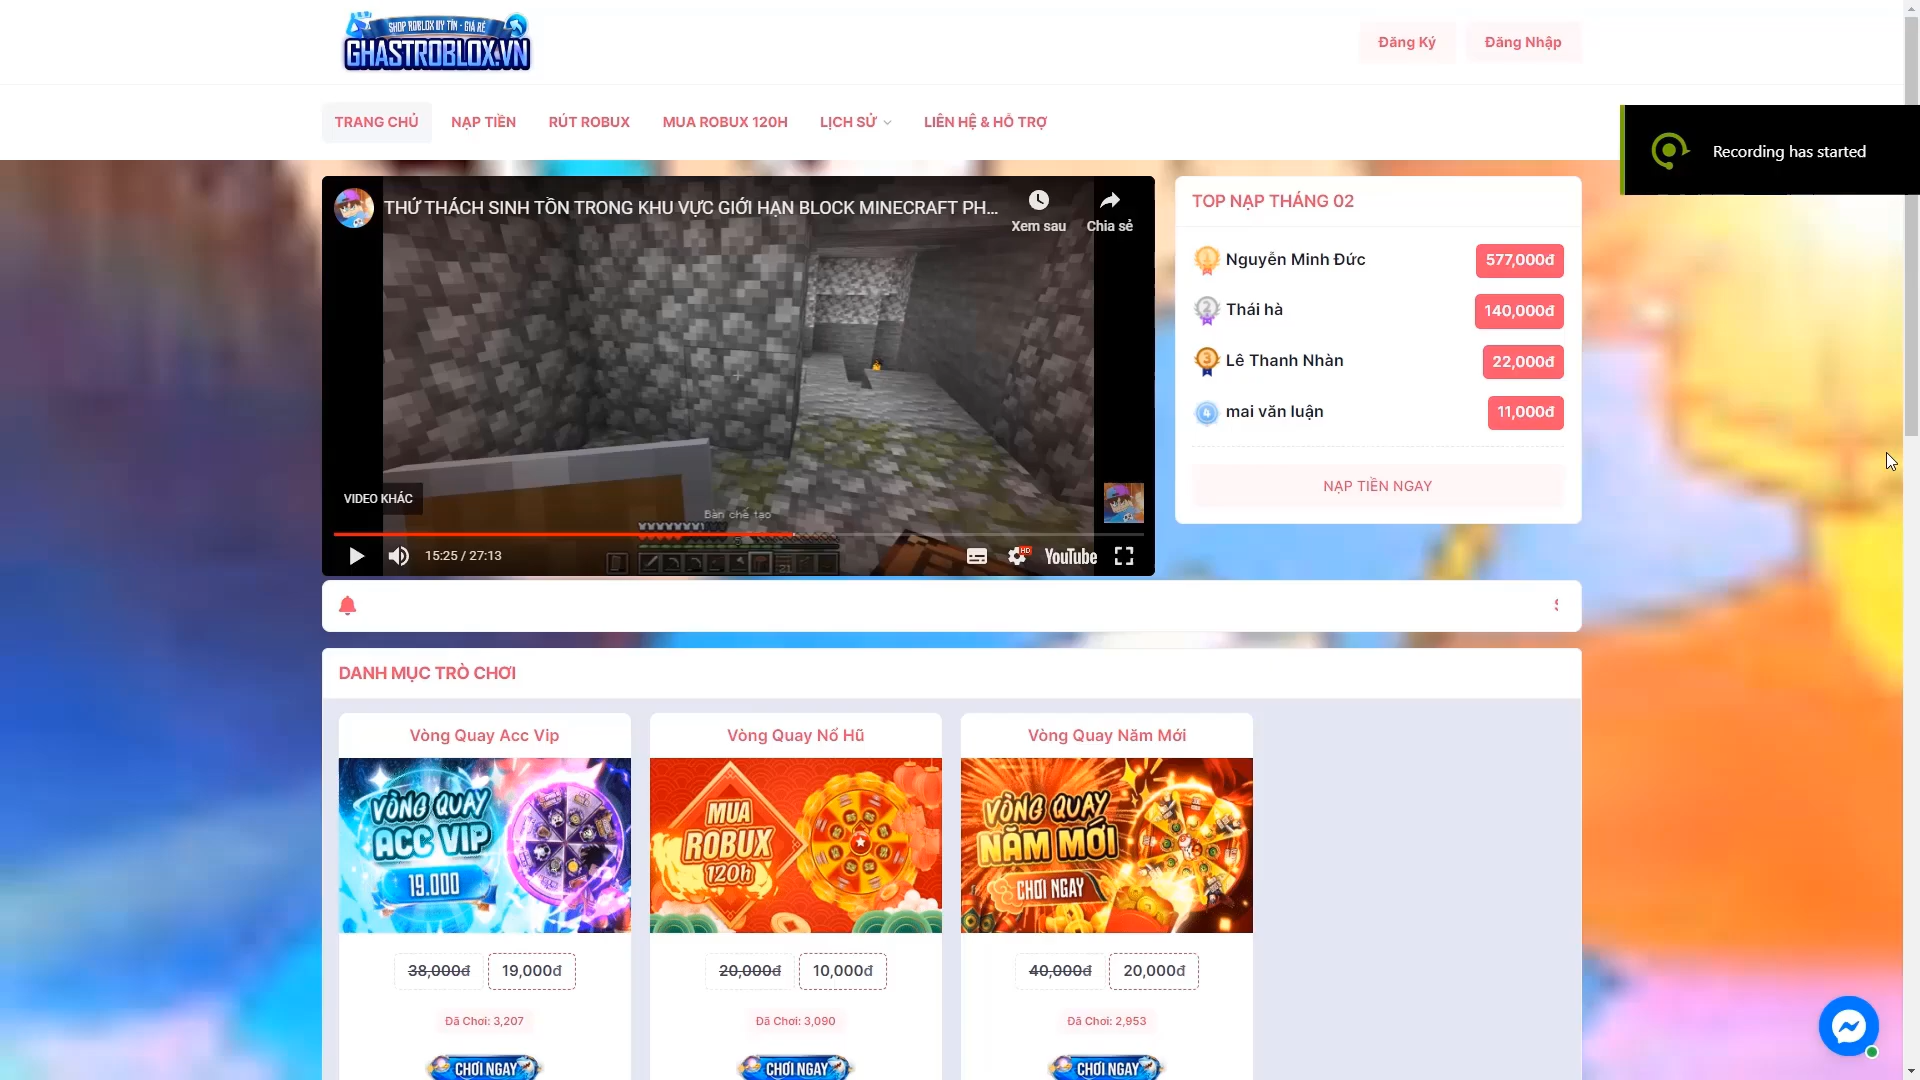 SHOP ROBLOX UY TÍN - GIÁ RẺ
GHASTROBLOX.VN
Đăng Ký
Đăng Nhập
TRANG CHỦ
NẠP TIỀN
RÚT ROBUX
MUA ROBUX 120H
LỊCH SỬ
LIÊN HỆ & HỖ TRỢ
Recording has started
THỬ THÁCH SINH TỒN TRONG KHU VỰC GIỚI HẠN BLOCK MINECRAFT PH...
Xem sau
Chia sẻ
VIDEO KHÁC
Bàn chế tạo
21
15:25 / 27:13
HD
YouTube
TOP NẠP THÁNG 02
1
Nguyễn Minh Đức
577,000đ
2
Thái hà
140,000đ
3
Lê Thanh Nhàn
22,000đ
4
mai văn luận
11,000đ
NẠP TIỀN NGAY
DANH MỤC TRÒ CHƠI
Vòng Quay Acc Vip
VÒNG QUAY
ACC VIP
19.000
38,000đ
19,000đ
Đã Chơi: 3,207
CHƠI NGAY
Vòng Quay Nổ Hũ
MUA
ROBUX
120h
20,000đ
10,000đ
Đã Chơi: 3,090
CHƠI NGAY
Vòng Quay Năm Mới
VÒNG QUAY
NĂM MỚI
CHƠI NGAY
40,000đ
20,000đ
Đã Chơi: 2,953
CHƠI NGAY